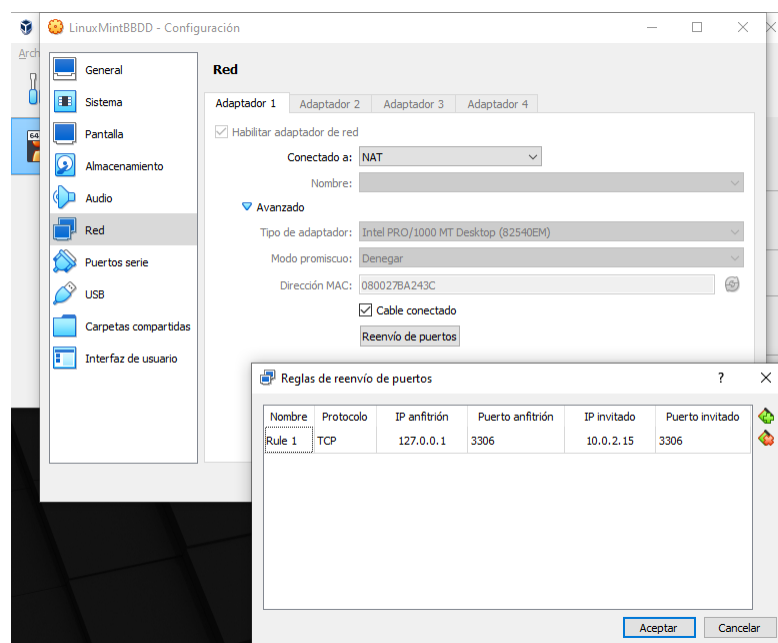 LinuxMintBBDD - Configuración
Arch
64
General
Sistema
Pantalla
Almacenamiento
Audio
Red
Puertos serie
USB
Carpetas compartidas
Interfaz de usuario
Red
Adaptador 1 Adaptador 2 Adaptador 3 Adaptador 4
Habilitar adaptador de red
Conectado a: NAT
Nombre:
Avanzado
Tipo de adaptador: Intel PRO/1000 MT Desktop (82540EM)
Modo promiscuo: Denegar
Dirección MAC: 080027BA243C
Cable conectado
Reenvío de puertos
Reglas de reenvío de puertos ?
Nombre Protocolo IP anfitrión Puerto anfitrión IP invitado Puerto invitado
Rule 1 TCP 127.0.0.1 3306 10.0.2.15 3306
Aceptar Cancelar